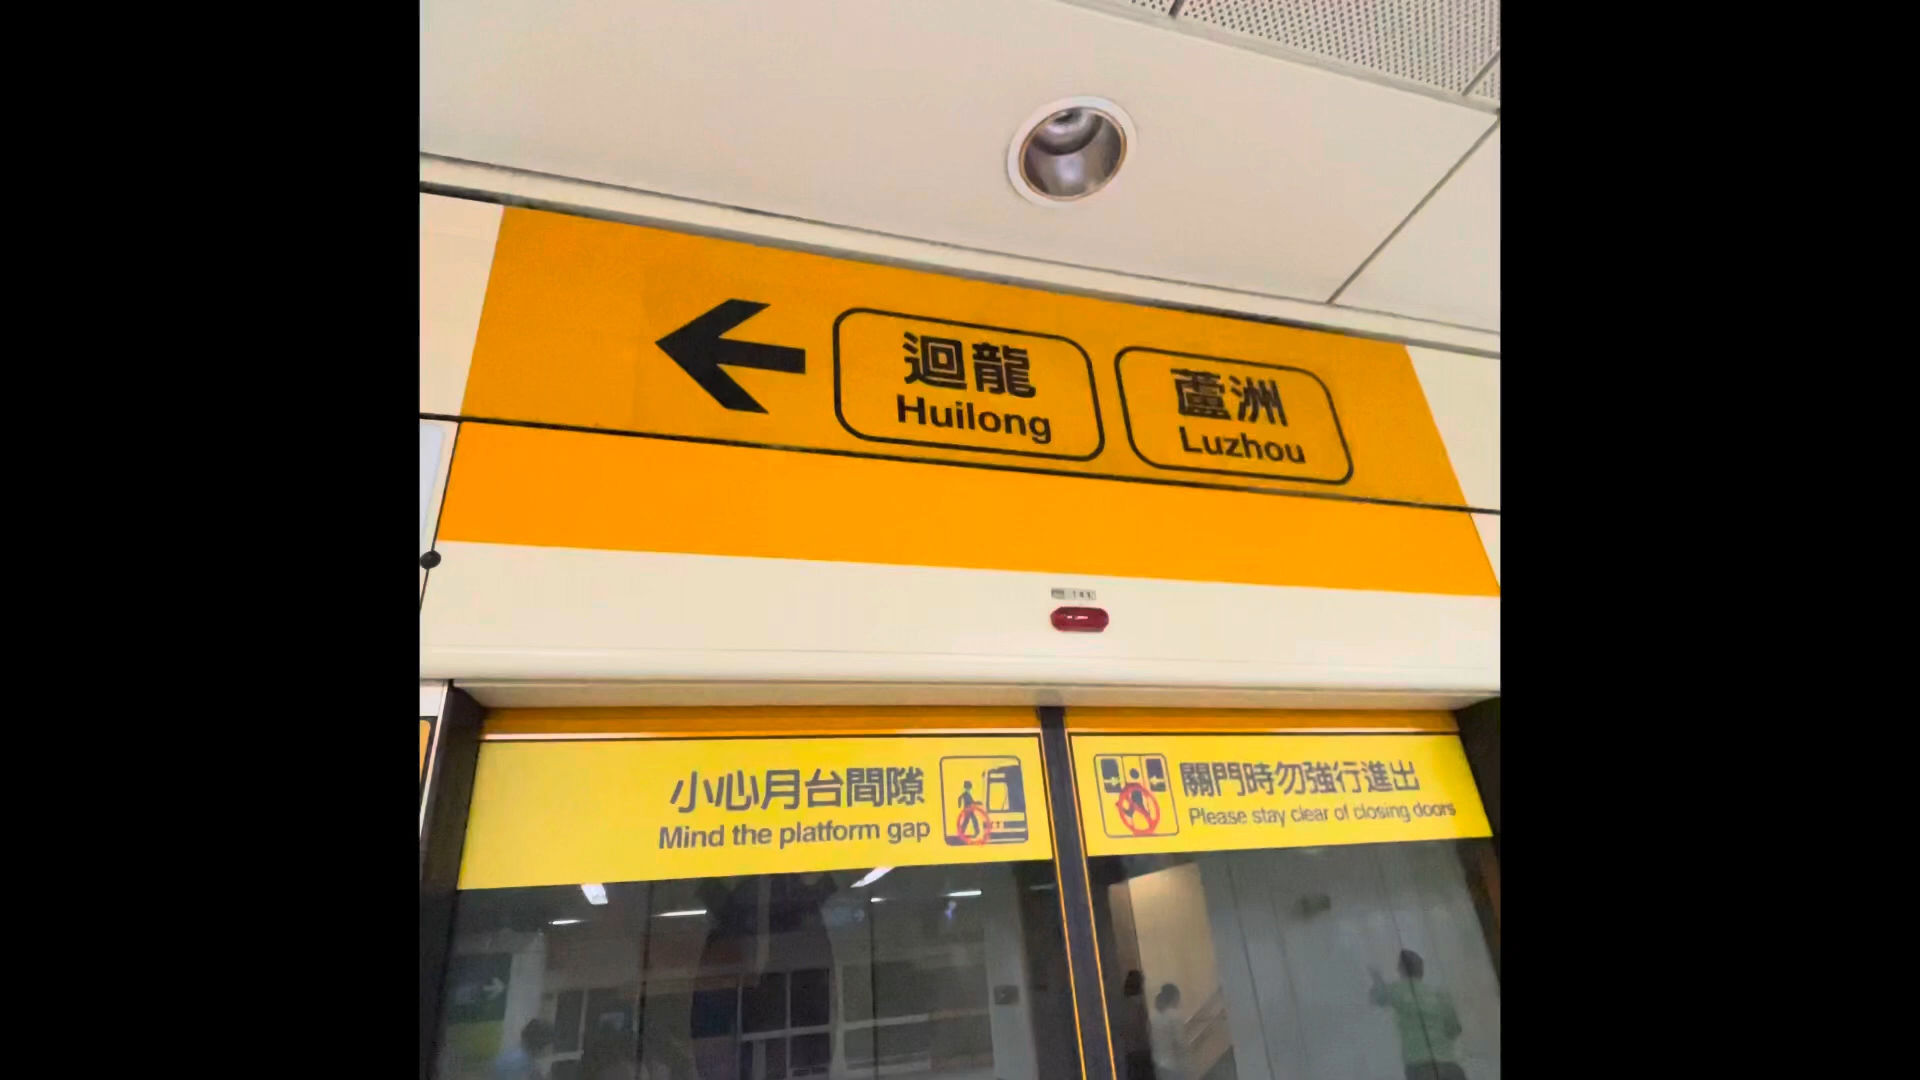 迴龍
Huilong
蘆洲
Luzhou
小心月台間隙
Mind the platform gap
關門時勿強行進出
Please stay clear of closing doors